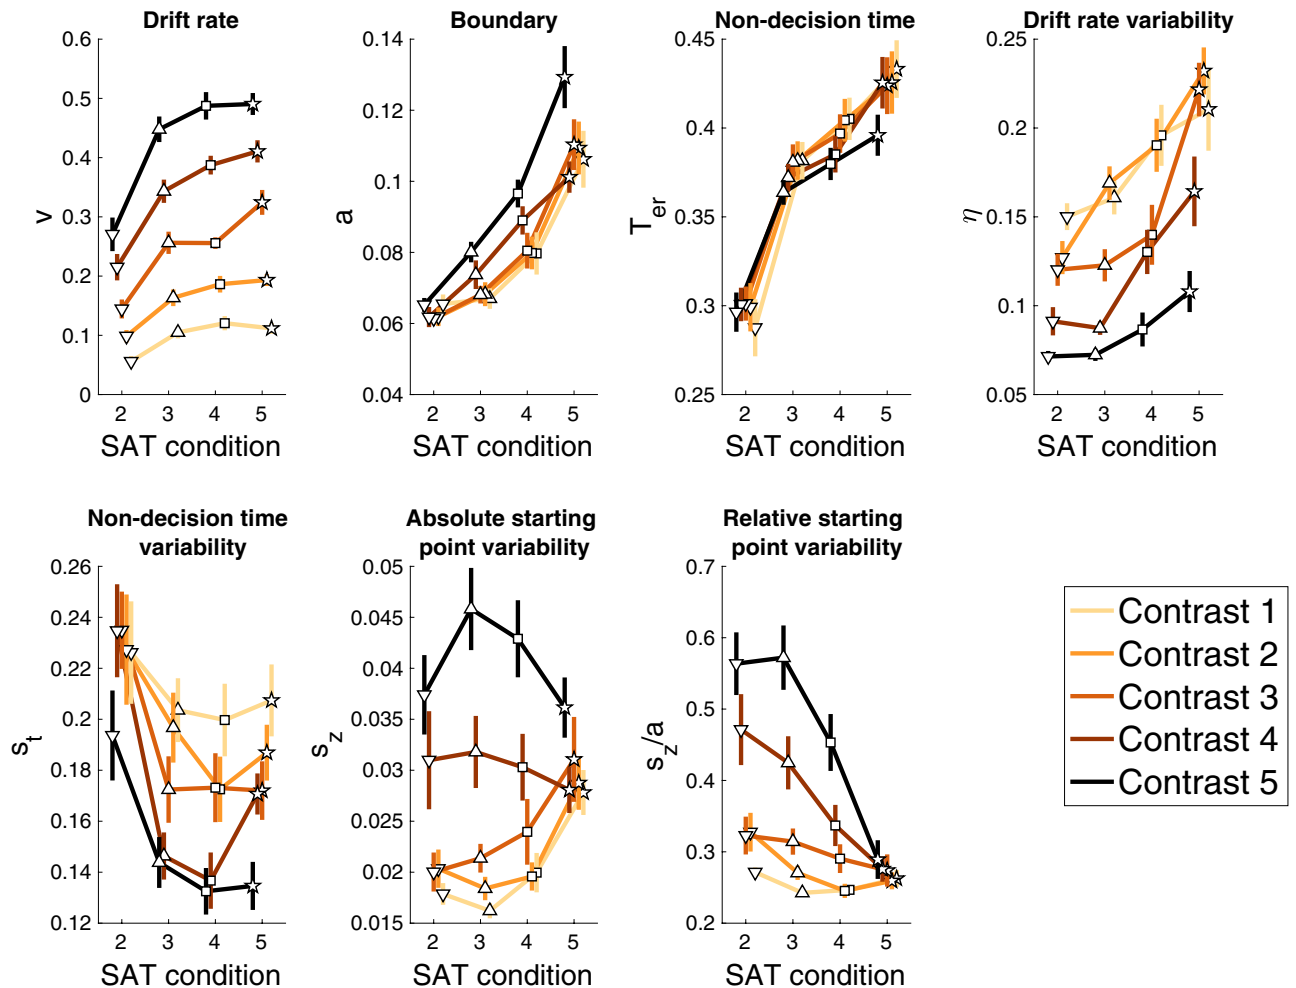 Drift rate
0.6
0.5
0.4
0.3
0.2
0.1
0
v
2 3 4 5
SAT condition
Boundary
0.14
0.12
0.1
0.08
0.06
0.04
a
2 3 4 5
SAT condition
Non-decision time
0.45
0.4
0.35
0.3
0.25
T_er
2 3 4 5
SAT condition
Drift rate variability
0.25
0.2
0.15
0.1
0.05
η
2 3 4 5
SAT condition
Non-decision time
variability
0.26
0.24
0.22
0.2
0.18
0.16
0.14
0.12
s_t
2 3 4 5
SAT condition
Absolute starting
point variability
0.05
0.045
0.04
0.035
0.03
0.025
0.02
0.015
s_z
2 3 4 5
SAT condition
Relative starting
point variability
0.7
0.6
0.5
0.4
0.3
0.2
s_z/a
2 3 4 5
SAT condition
Contrast 1
Contrast 2
Contrast 3
Contrast 4
Contrast 5